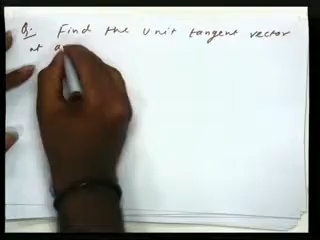 Q. Find the unit tangent vector
at a